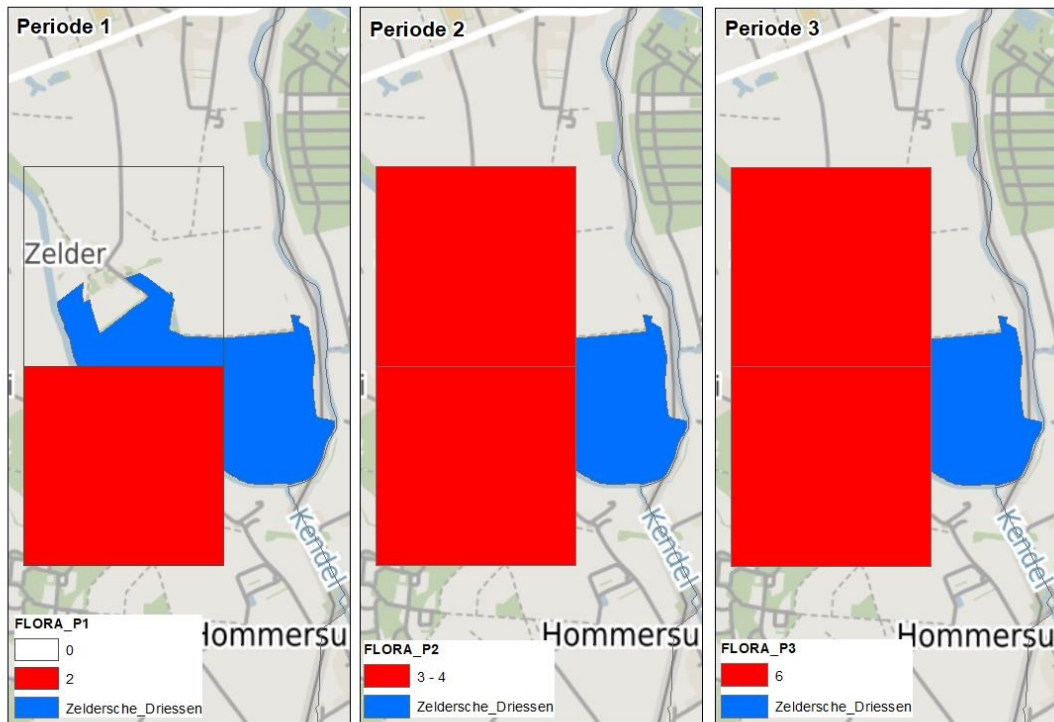 Periode 1
Zelder
Kendel
Hommersu
FLORA_P1
0
2
Zeldersche_Driessen
Periode 2
Kendel
Hommersu
FLORA_P2
3 - 4
Zeldersche_Driessen
Periode 3
Kendel
Hommersu
FLORA_P3
6
Zeldersche_Driessen